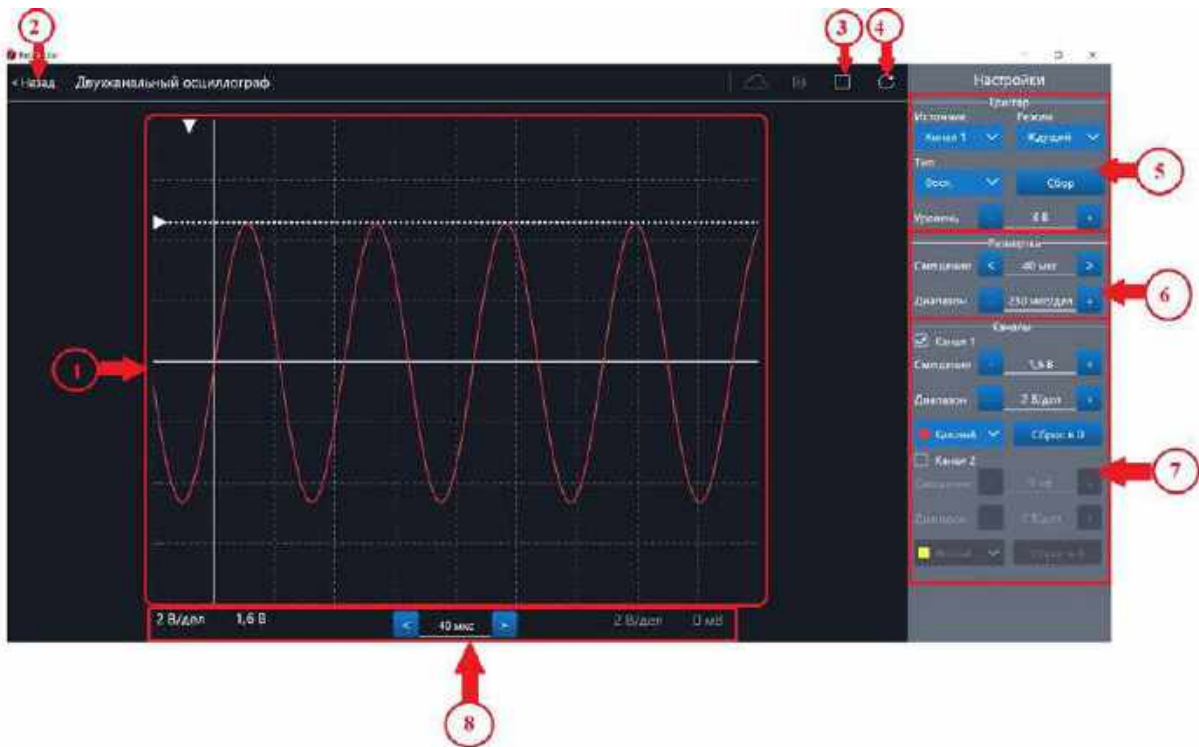 2
3
4
< Назад Двухканальный осциллограф
Настройки
Триггер
Источник Режим
Канал 1 Ждущий
Тип
Сбор
5
Уровень
Развертка
Смещение < 40 мкс >
6
Диапазон - 250 мкс/дел +
Каналы
Канал 1
1
Смещение - 1,6 В +
Диапазон - 2 В/дел +
Красный Сброс в 0
Канал 2
7
Смещение
Диапазон
2 В/дел 1,6 В < 40 мкс > 2 В/дел 0 мВ
8